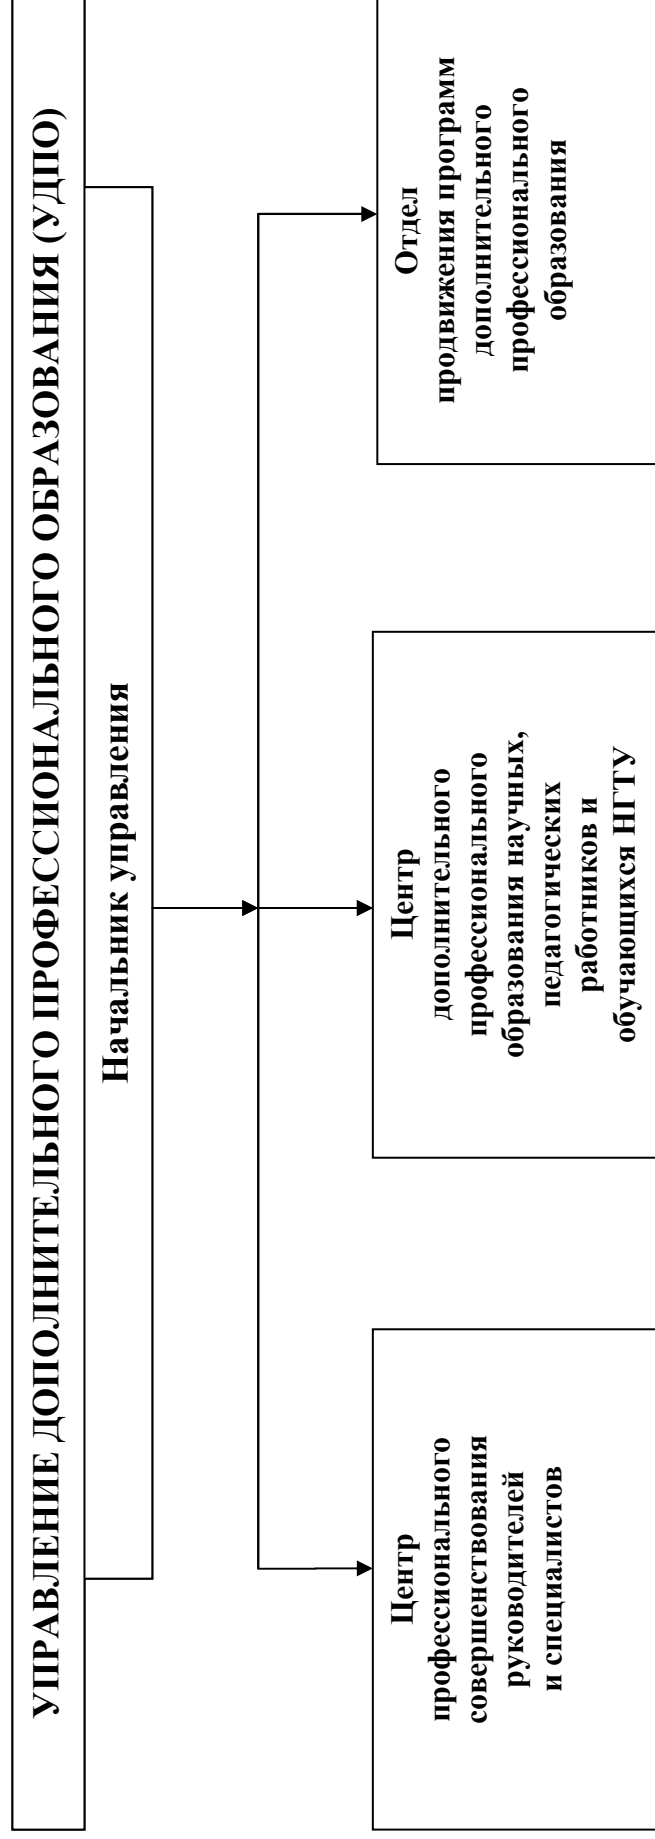 УПРАВЛЕНИЕ ДОПОЛНИТЕЛЬНОГО ПРОФЕССИОНАЛЬНОГО ОБРАЗОВАНИЯ (УДПО)
Начальник управления
Центр
профессионального
совершенствования
руководителей
и специалистов
Центр
дополнительного
профессионального
образования научных,
педагогических
работников и
обучающихся НГТУ
Отдел
продвижения программ
дополнительного
профессионального
образования